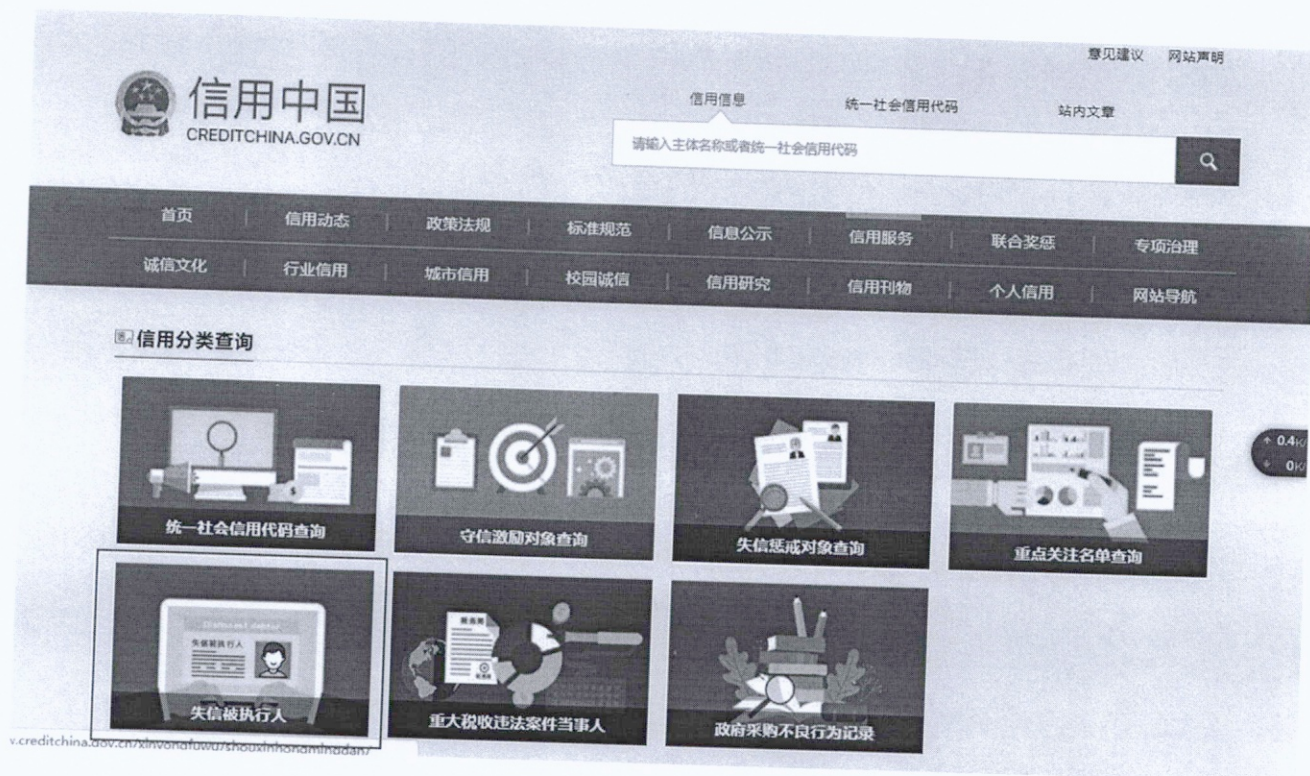 意见建议 网站声明
信用中国
CREDITCHINA.GOV.CN
信用信息 统一社会信用代码 站内文章
请输入主体名称或者统一社会信用代码
首页 信用动态 政策法规 标准规范 信息公示 信用服务 联合奖惩 专项治理
诚信文化 行业信用 城市信用 校园诚信 信用研究 信用刊物 个人信用 网站导航
信用分类查询
统一社会信用代码查询 守信激励对象查询 失信惩戒对象查询 重点关注名单查询
失信被执行人
失信被执行人 重大税收违法案件当事人 政府采购不良行为记录
↑ 0.4K/
↓ 0K/
v.creditchina.gov.cn/xinyongfuwu/shouxinhongmingdan/